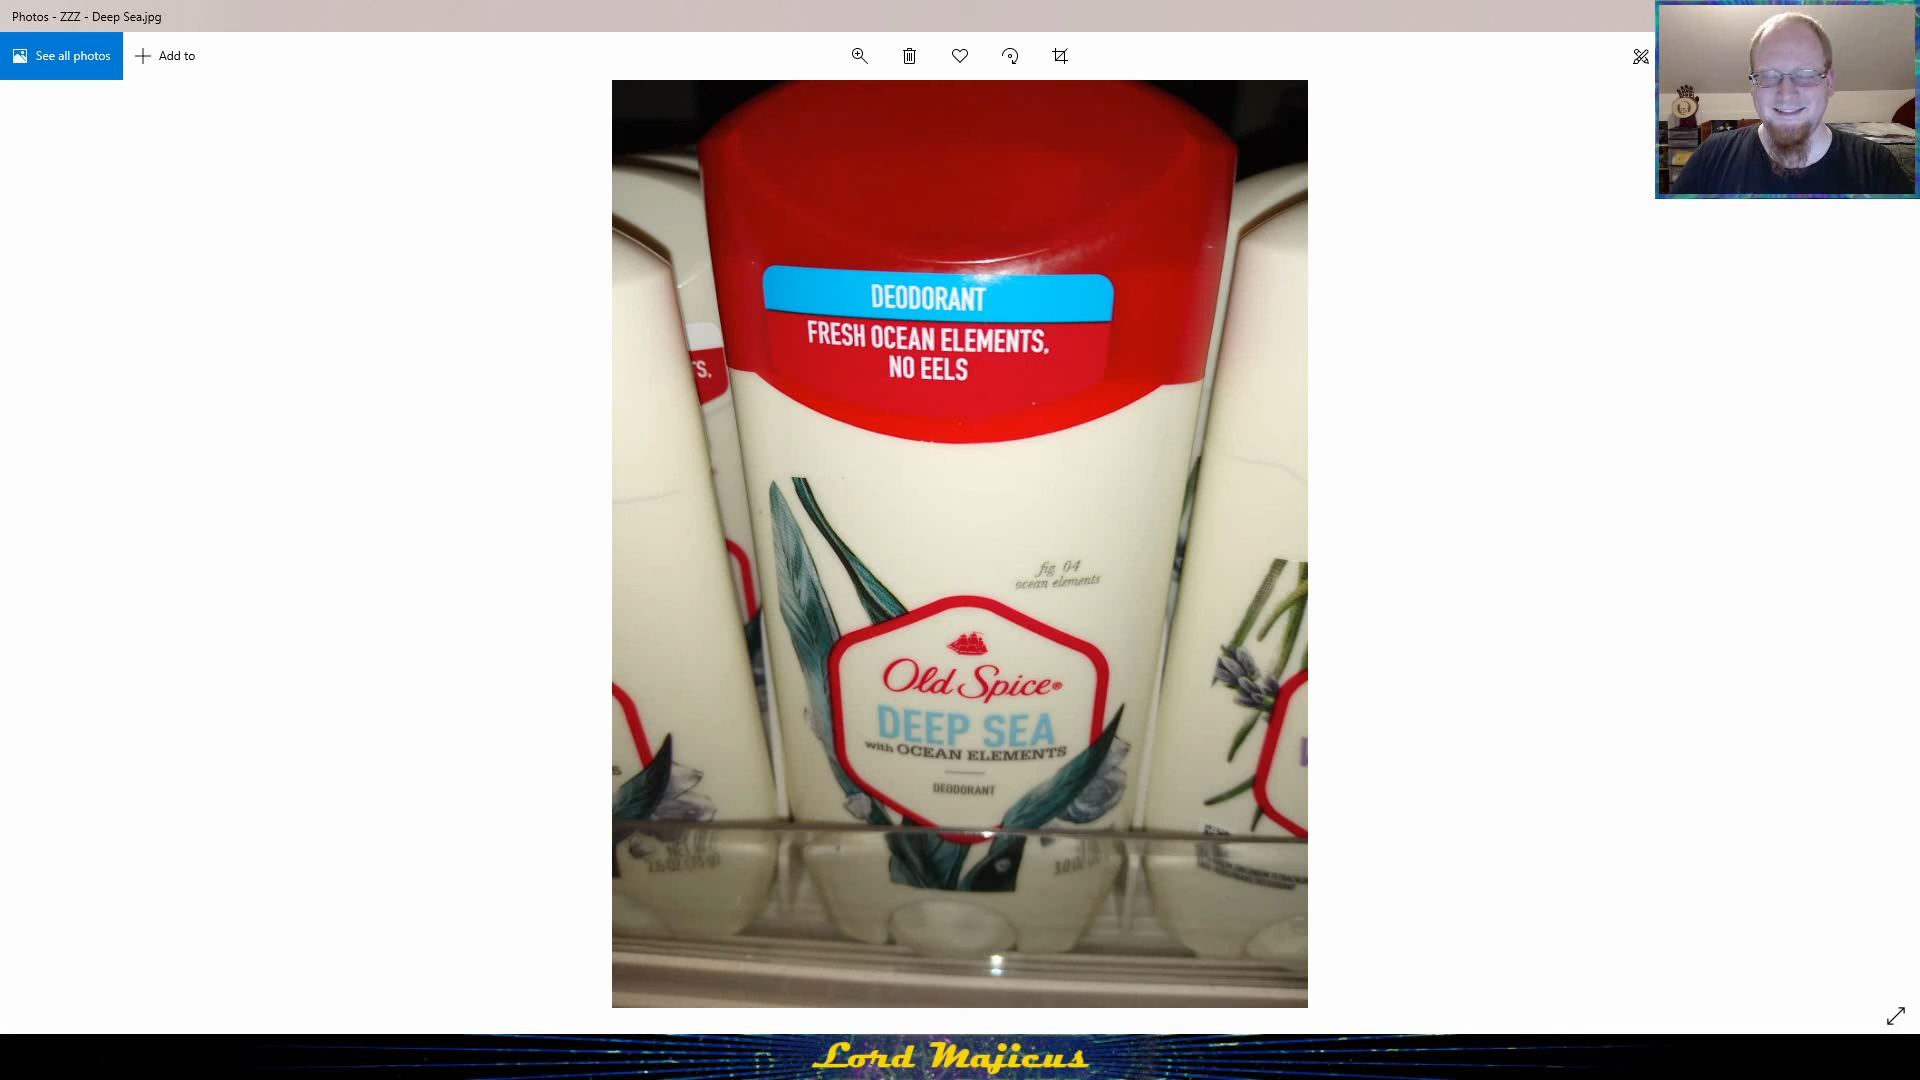 Photos - ZZZ - Deep Sea.jpg
See all photos
Add to
DEODORANT
FRESH OCEAN ELEMENTS,
NO EELS
'S,
fig 04
ocean elements
Old Spice®
DEEP SEA
with OCEAN ELEMENTS
DEODORANT
Lord Majicus